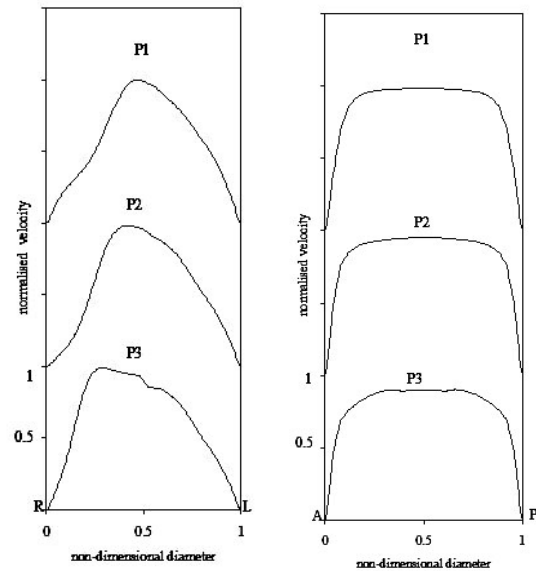 P1
P2
P3
normalised velocity
1
0.5
R
L
0
0.5
1
non-dimensional diameter
P1
P2
P3
normalised velocity
1
0.5
A
P
0
0.5
1
non-dimensional diameter